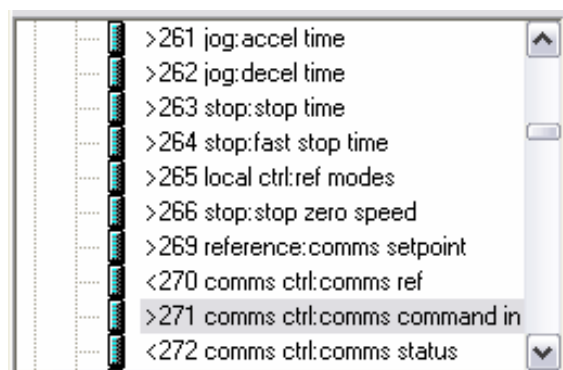 >261 jog:accel time
>262 jog:decel time
>263 stop:stop time
>264 stop:fast stop time
>265 local ctrl:ref modes
>266 stop:stop zero speed
>269 reference:comms setpoint
<270 comms ctrl:comms ref
>271 comms ctrl:comms command in
<272 comms ctrl:comms status